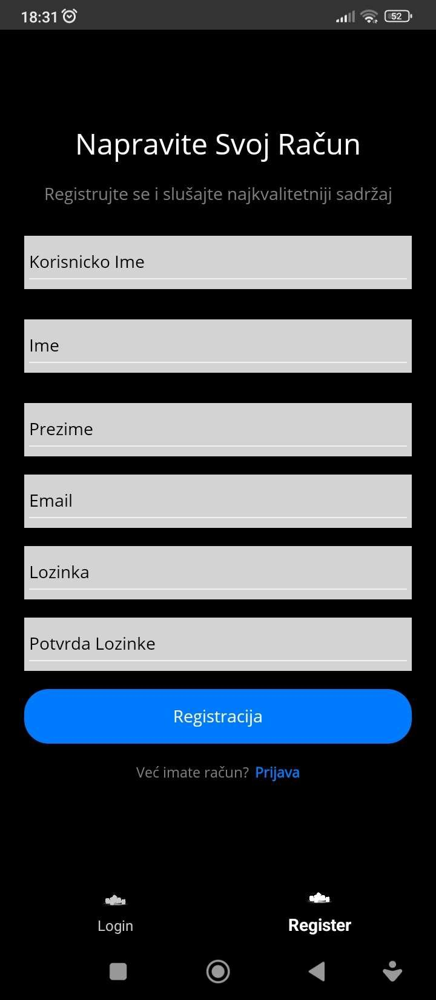 18:31
52
Napravite Svoj Račun
Registrujte se i slušajte najkvalitetniji sadržaj
Korisnicko Ime
Ime
Prezime
Email
Lozinka
Potvrda Lozinke
Registracija
Već imate račun? Prijava
Login
Register